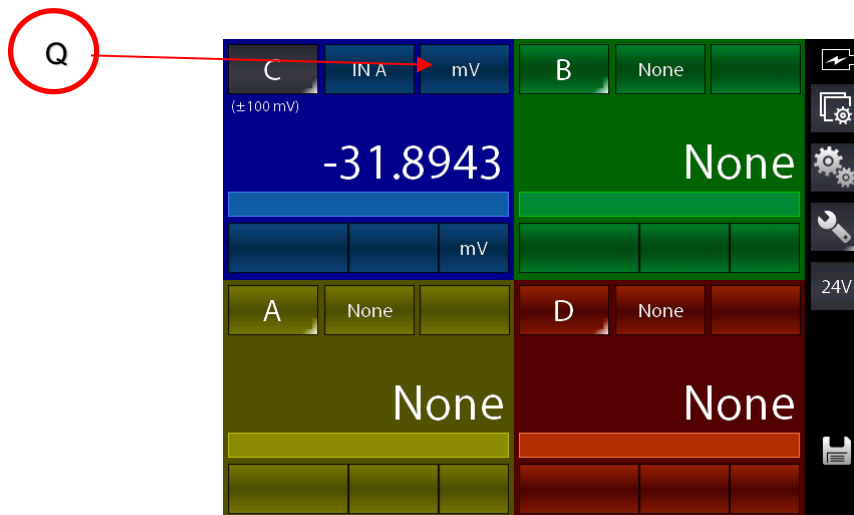 Q
C IN A mV
(±100 mV)
-31.8943
mV
B None
None
A None
None
D None
None
24V